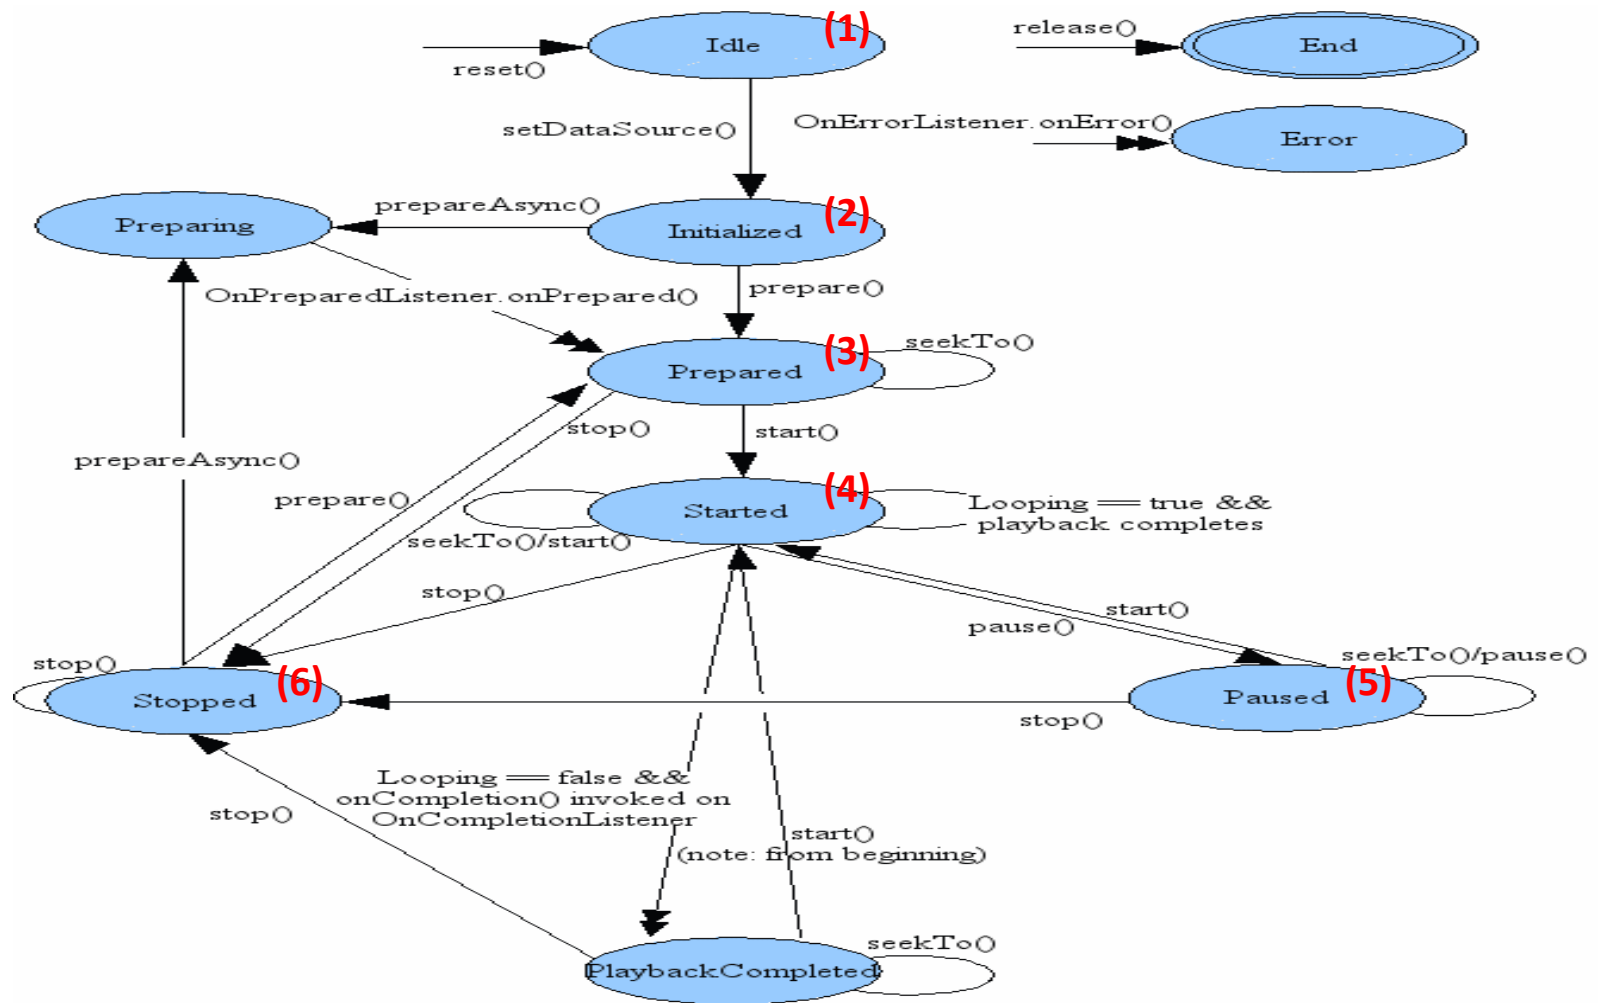 Idle (1)
release()
End
reset()
setDataSource()
OnErrorListener.onError()
Error
Preparing
prepareAsync()
Initialized (2)
prepare()
OnPreparedListener.onPrepared()
Prepared (3)
seekTo()
stop()
start()
prepareAsync()
prepare()
Started (4)
Looping == true &&
playback completes
seekTo()/start()
stop()
start()
pause()
stop()
seekTo()/pause()
Stopped (6)
Paused (5)
stop()
Looping == false &&
onCompletion() invoked on
OnCompletionListener
stop()
start()
(note: from beginning)
PlaybackCompleted
seekTo()